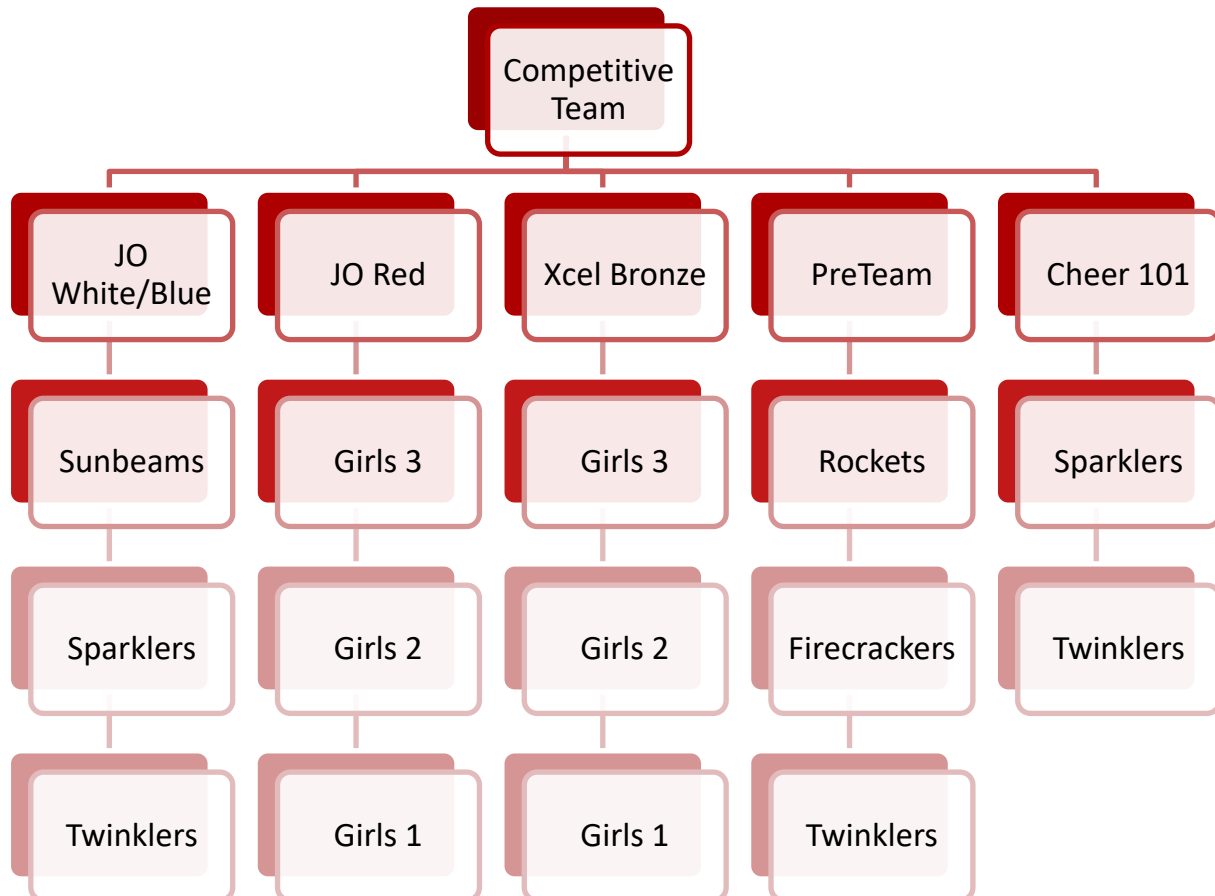 Competitive
Team
JO
White/Blue
JO Red
Xcel Bronze
PreTeam
Cheer 101
Sunbeams
Girls 3
Girls 3
Rockets
Sparklers
Sparklers
Girls 2
Girls 2
Firecrackers
Twinklers
Twinklers
Girls 1
Girls 1
Twinklers